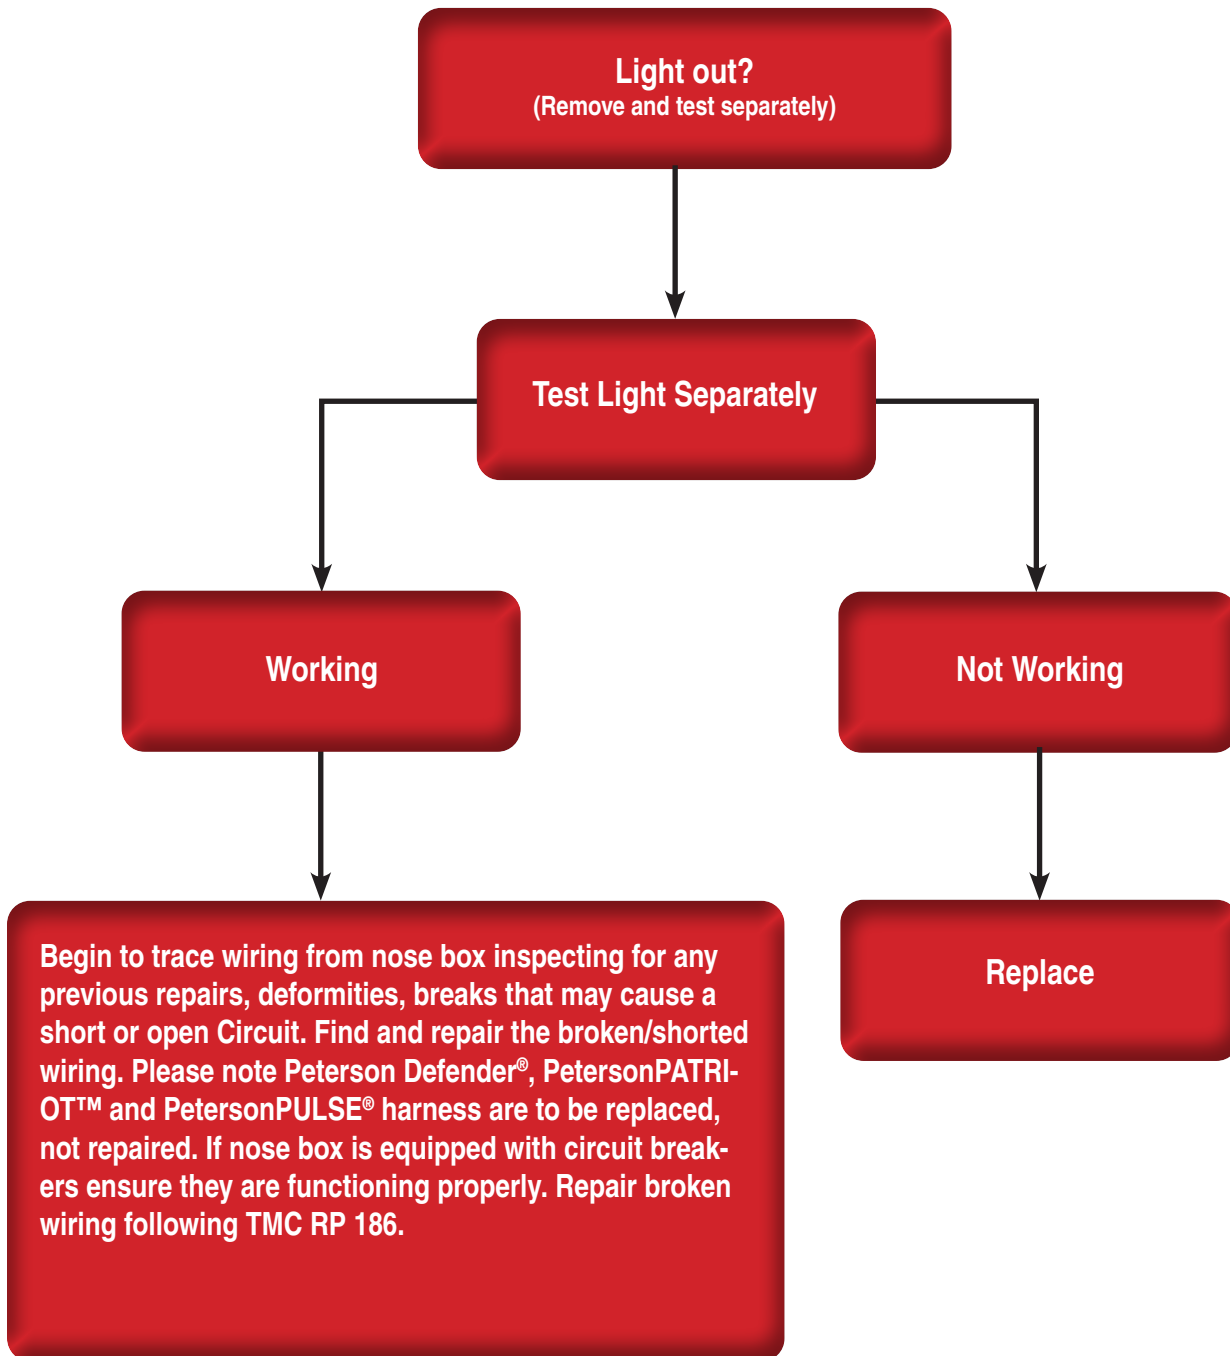 Light out?
(Remove and test separately)
Test Light Separately
Working
Not Working
Begin to trace wiring from nose box inspecting for any
previous repairs, deformities, breaks that may cause a
short or open Circuit. Find and repair the broken/shorted
wiring. Please note Peterson Defender®, PetersonPATRI-
OT™ and PetersonPULSE® harness are to be replaced,
not repaired. If nose box is equipped with circuit break-
ers ensure they are functioning properly. Repair broken
wiring following TMC RP 186.
Replace